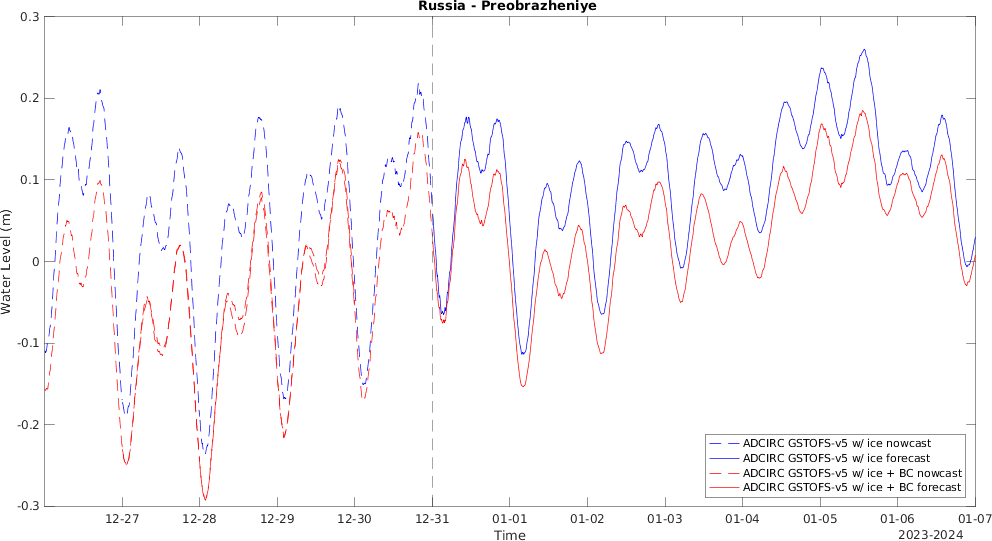 Russia - Preobrazheniye
0.3
0.2
0.1
0
-0.1
-0.2
-0.3
Water Level (m)
ADCIRC GSTOFS-v5 w/ ice nowcast
ADCIRC GSTOFS-v5 w/ ice forecast
ADCIRC GSTOFS-v5 w/ ice + BC nowcast
ADCIRC GSTOFS-v5 w/ ice + BC forecast
12-27 12-28 12-29 12-30 12-31 01-01 01-02 01-03 01-04 01-05 01-06 01-07
Time
2023-2024